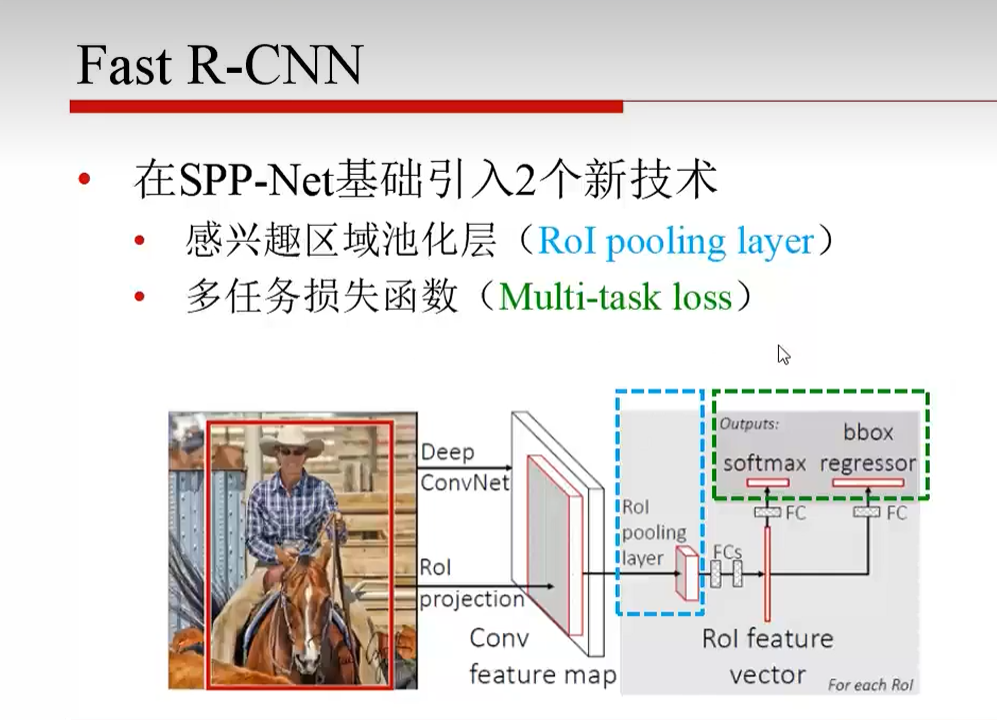 Fast R-CNN
• 在SPP-Net基础引入2个新技术
• 感兴趣区域池化层（RoI pooling layer）
• 多任务损失函数（Multi-task loss）
Deep
ConvNet
RoI
projection
Conv
feature map
RoI
pooling
layer
FCs
Outputs:
softmax
bbox
regressor
FC
FC
RoI feature
vector
For each RoI